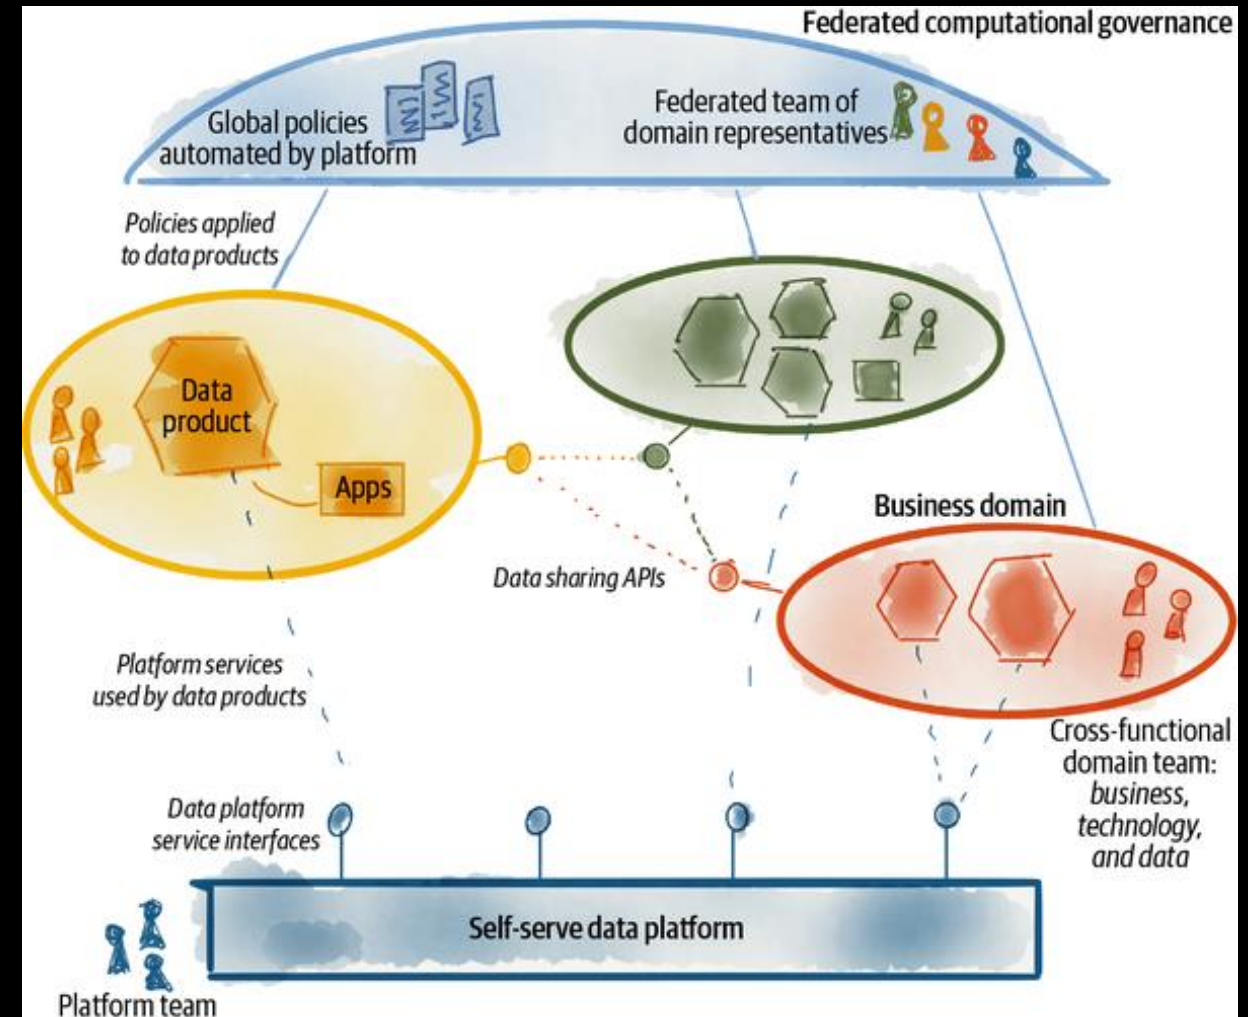 Federated computational governance
Global policies
automated by platform
Federated team of
domain representatives
Policies applied
to data products
Data
product
Apps
Business domain
Data sharing APIs
Platform services
used by data products
Cross-functional
domain team:
business,
technology,
and data
Data platform
service interfaces
Self-serve data platform
Platform team